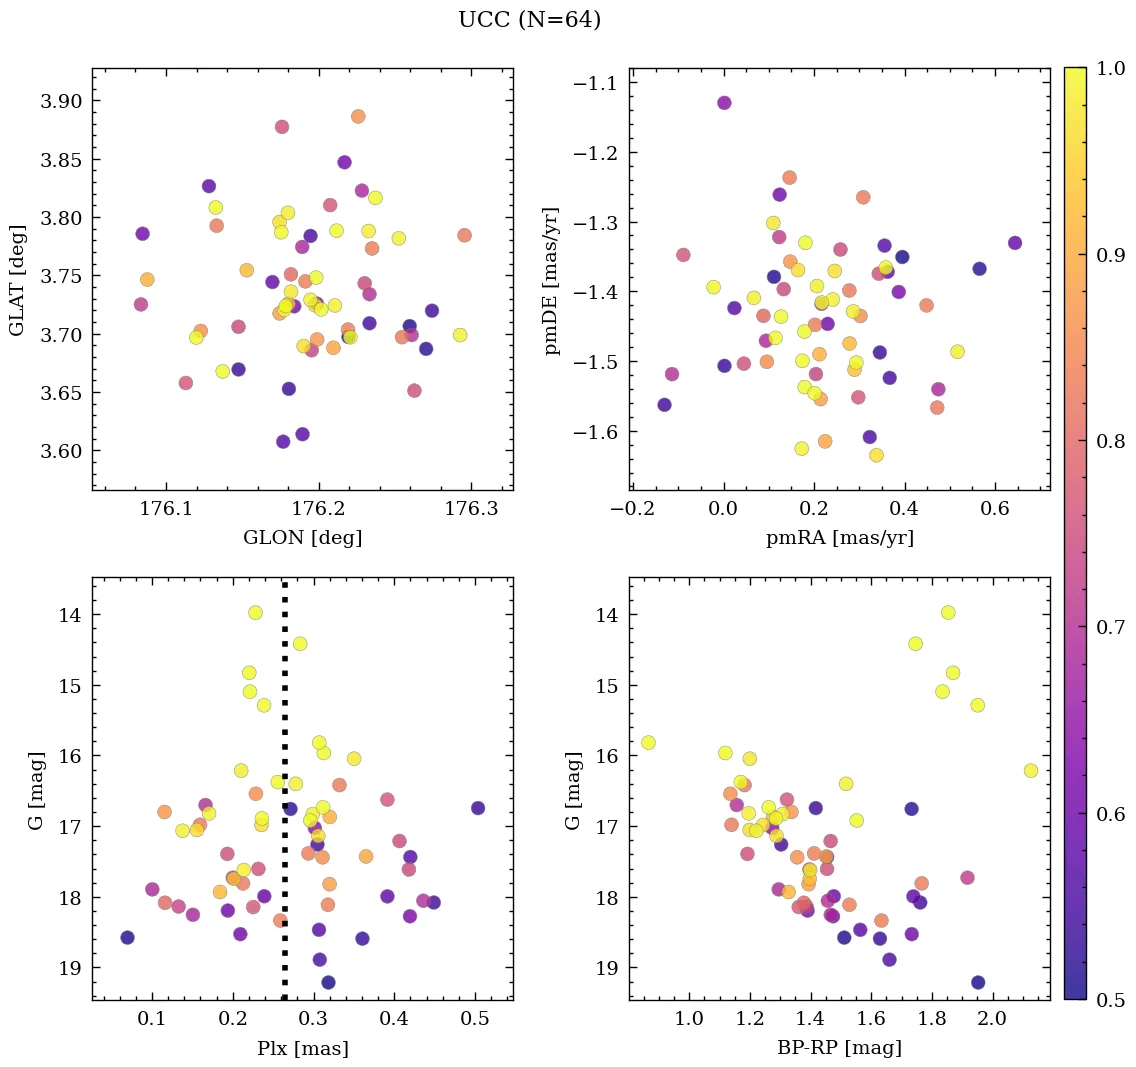 UCC (N=64)
3.90
3.85
3.80
3.75
3.70
3.65
3.60
GLAT [deg]
176.1 176.2 176.3
GLON [deg]
−1.1
−1.2
−1.3
−1.4
−1.5
−1.6
pmDE [mas/yr]
−0.2 0.0 0.2 0.4 0.6
pmRA [mas/yr]
14
15
16
17
18
19
G [mag]
0.1 0.2 0.3 0.4 0.5
Plx [mas]
14
15
16
17
18
19
G [mag]
1.0 1.2 1.4 1.6 1.8 2.0
BP-RP [mag]
1.0
0.9
0.8
0.7
0.6
0.5